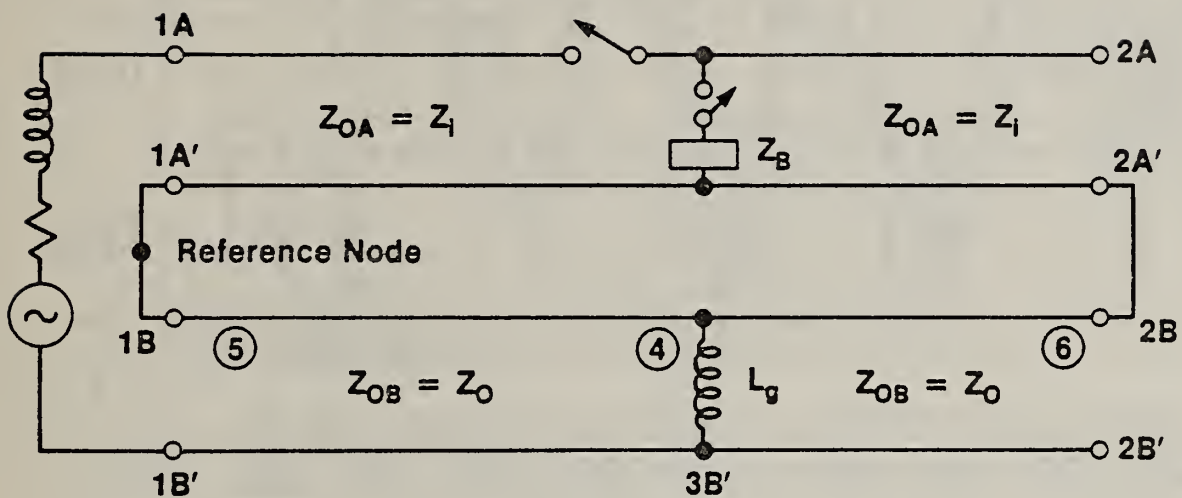 1A
2A
Z_OA = Z_i
Z_OA = Z_i
Z_B
1A′
2A′
Reference Node
1B
5
4
6
2B
Z_OB = Z_O
L_g
Z_OB = Z_O
1B′
3B′
2B′